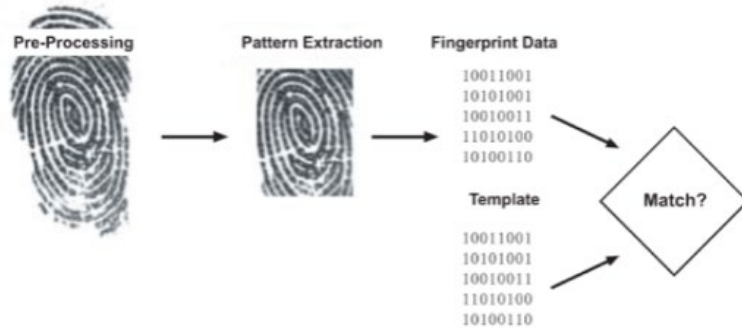 Pre-Processing
Pattern Extraction
Fingerprint Data
10011001
10101001
10010011
11010100
10100110
Template
10011001
10101001
10010011
11010100
10100110
Match?